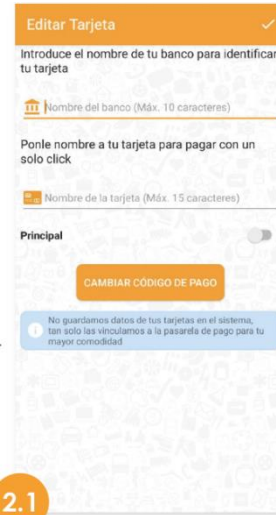 Editar Tarjeta
Introduce el nombre de tu banco para identificar
tu tarjeta
Nombre del banco (Máx. 10 caracteres)
Ponle nombre a tu tarjeta para pagar con un
solo click
Nombre de la tarjeta (Máx. 15 caracteres)
Principal
CAMBIAR CÓDIGO DE PAGO
No guardamos datos de tus tarjetas en el sistema,
tan solo las vinculamos a la pasarela de pago para tu
mayor comodidad
2.1